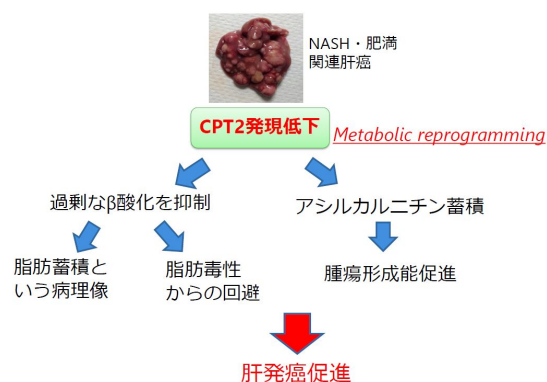 NASH・肥満
関連肝癌
CPT2発現低下
Metabolic reprogramming
過剰なβ酸化を抑制
アシルカルニチン蓄積
脂肪蓄積と
いう病理像
脂肪毒性
からの回避
腫瘍形成能促進
肝発癌促進